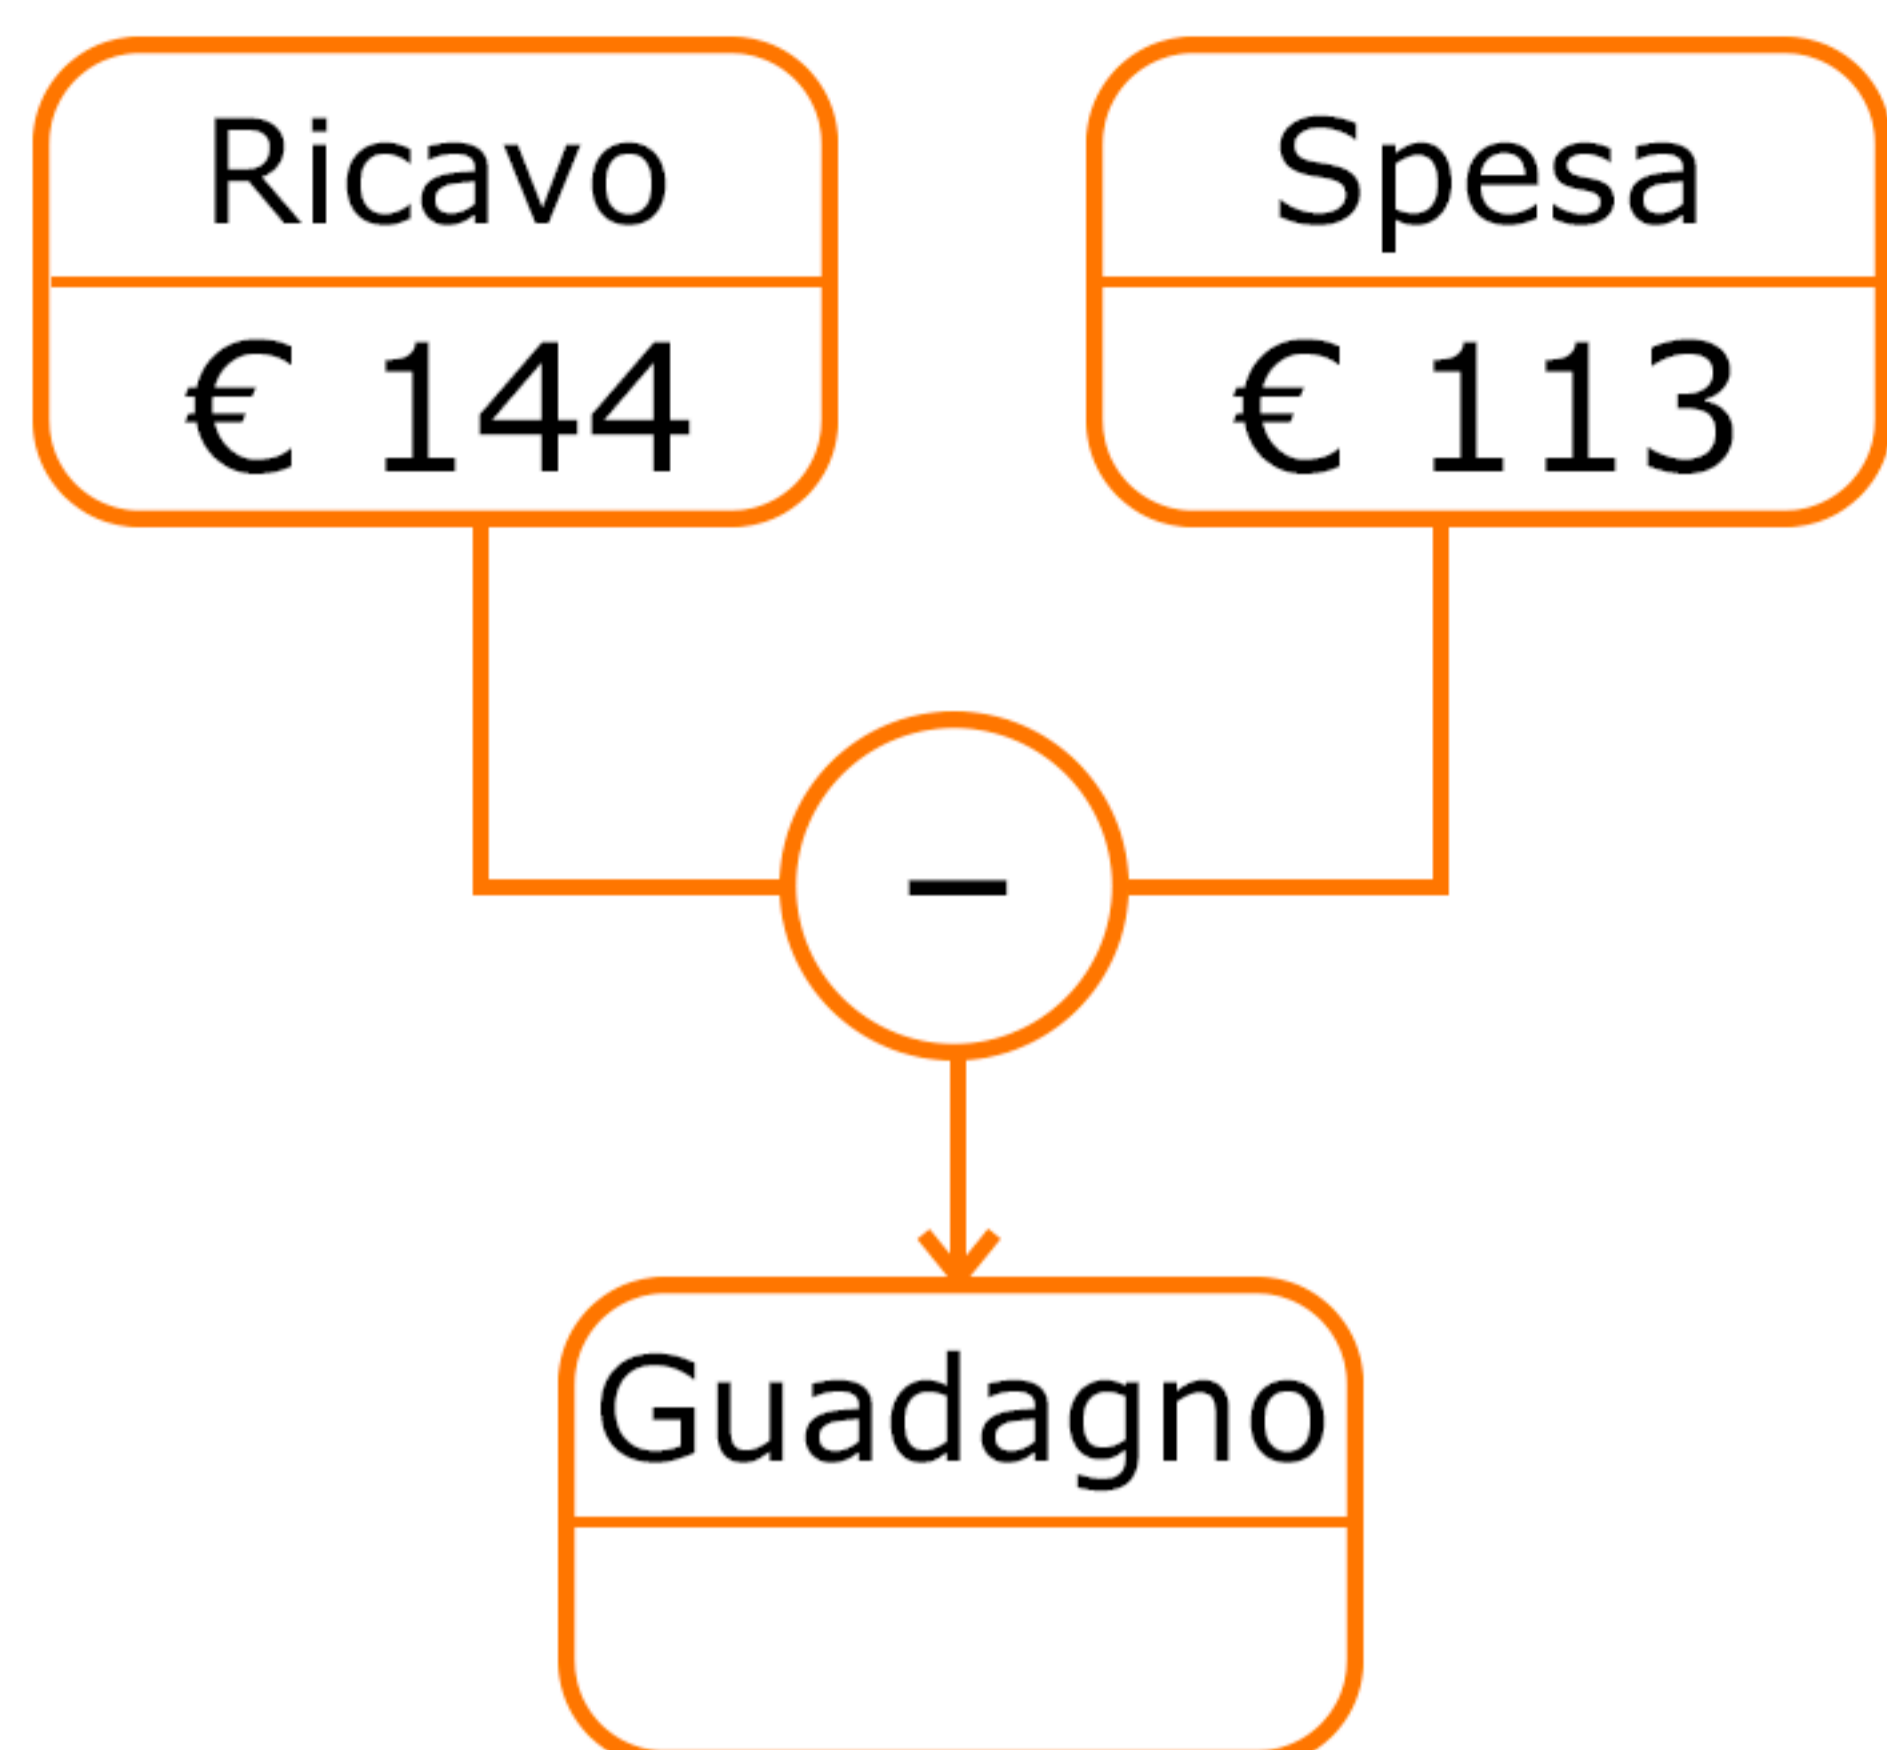 Ricavo
€ 144
Spesa
€ 113
–
Guadagno